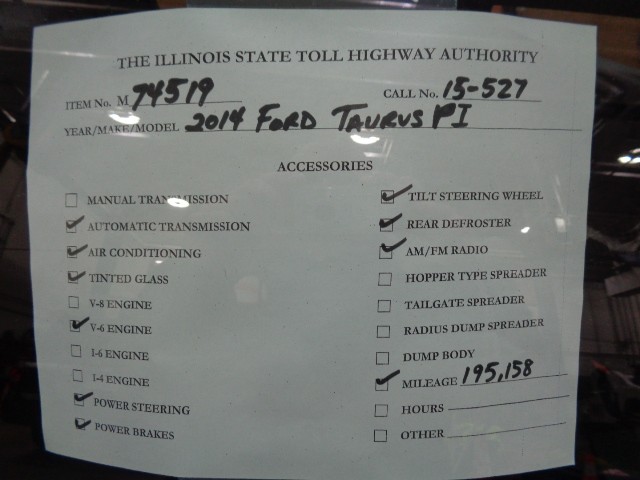 THE ILLINOIS STATE TOLL HIGHWAY AUTHORITY
ITEM No. M 74519 CALL No. 15-527
YEAR/MAKE/MODEL 2014 FORD TAURUS PI
ACCESSORIES
MANUAL TRANSMISSION TILT STEERING WHEEL
AUTOMATIC TRANSMISSION REAR DEFROSTER
AIR CONDITIONING AM/FM RADIO
TINTED GLASS HOPPER TYPE SPREADER
V-8 ENGINE TAILGATE SPREADER
V-6 ENGINE RADIUS DUMP SPREADER
I-6 ENGINE DUMP BODY
I-4 ENGINE MILEAGE 195,158
POWER STEERING HOURS
POWER BRAKES OTHER